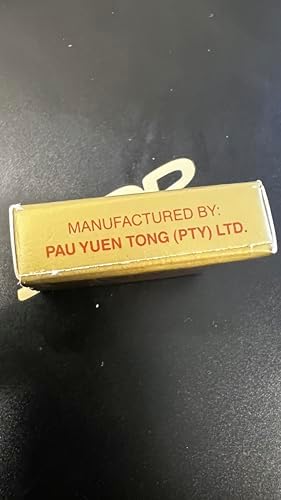 MANUFACTURED BY:
PAU YUEN TONG (PTY) LTD.